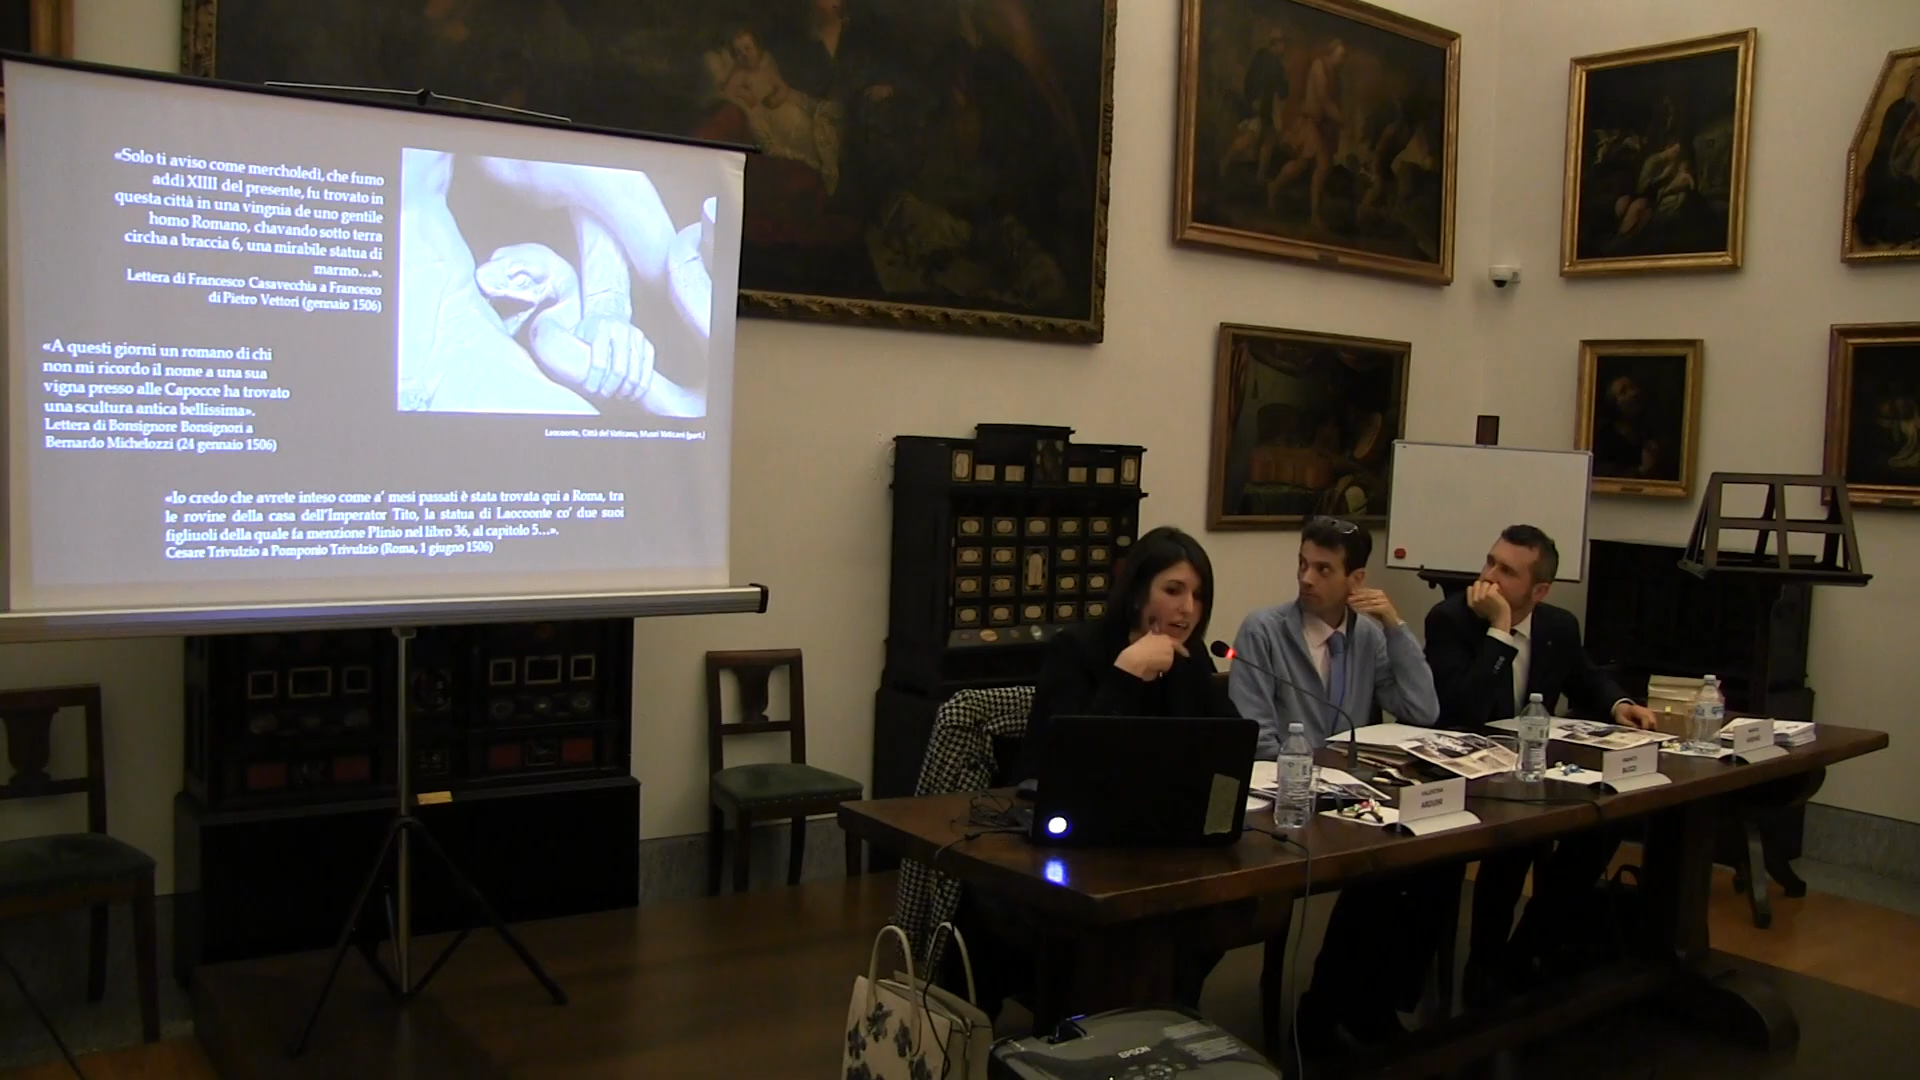 «Solo ti aviso come mercholedì, che fumo
addì XIIII del presente, fu trovato in
questa città in una vingnia de uno gentile
homo Romano, chavando sotto terra
circha a braccia 6, una mirabile statua di
marmo…».
Lettera di Francesco Casavecchia a Francesco
di Pietro Vettori (gennaio 1506)
Laocoonte, Città del Vaticano, Musei Vaticani (part.)
«A questi giorni un romano di chi
non mi ricordo il nome a una sua
vigna presso alle Capocce ha trovato
una scultura antica bellissima».
Lettera di Bonsignore Bonsignori a
Bernardo Michelozzi (24 gennaio 1506)
«Io credo che avrete inteso come a' mesi passati è stata trovata qui a Roma, tra
le rovine della casa dell'Imperator Tito, la statua di Laocoonte co' due suoi
figliuoli della quale fa menzione Plinio nel libro 36, al capitolo 5…».
Cesare Trivulzio a Pomponio Trivulzio (Roma, 1 giugno 1506)
VALENTINA
FRANCO
BUZZI
EPSON